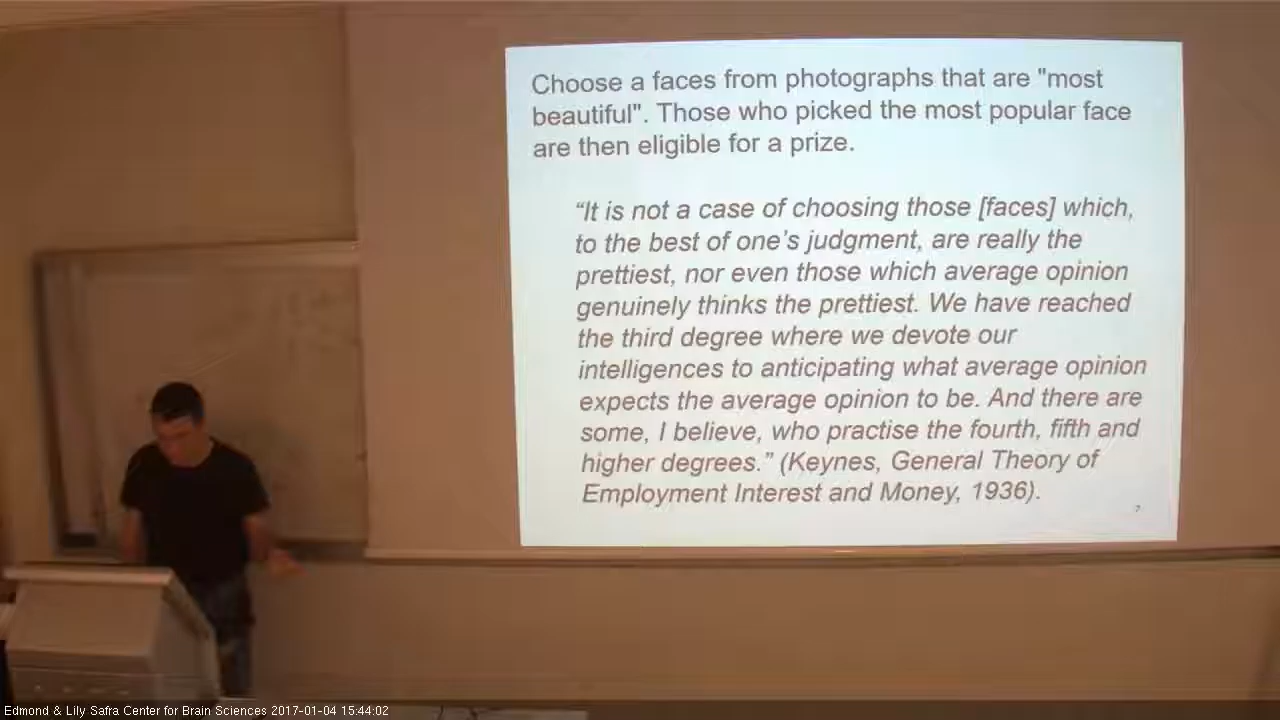 Choose a faces from photographs that are "most
beautiful". Those who picked the most popular face
are then eligible for a prize.
“It is not a case of choosing those [faces] which,
to the best of one’s judgment, are really the
prettiest, nor even those which average opinion
genuinely thinks the prettiest. We have reached
the third degree where we devote our
intelligences to anticipating what average opinion
expects the average opinion to be. And there are
some, I believe, who practise the fourth, fifth and
higher degrees.” (Keynes, General Theory of
Employment Interest and Money, 1936).
7
Edmond & Lily Safra Center for Brain Sciences 2017-01-04 15:44:02